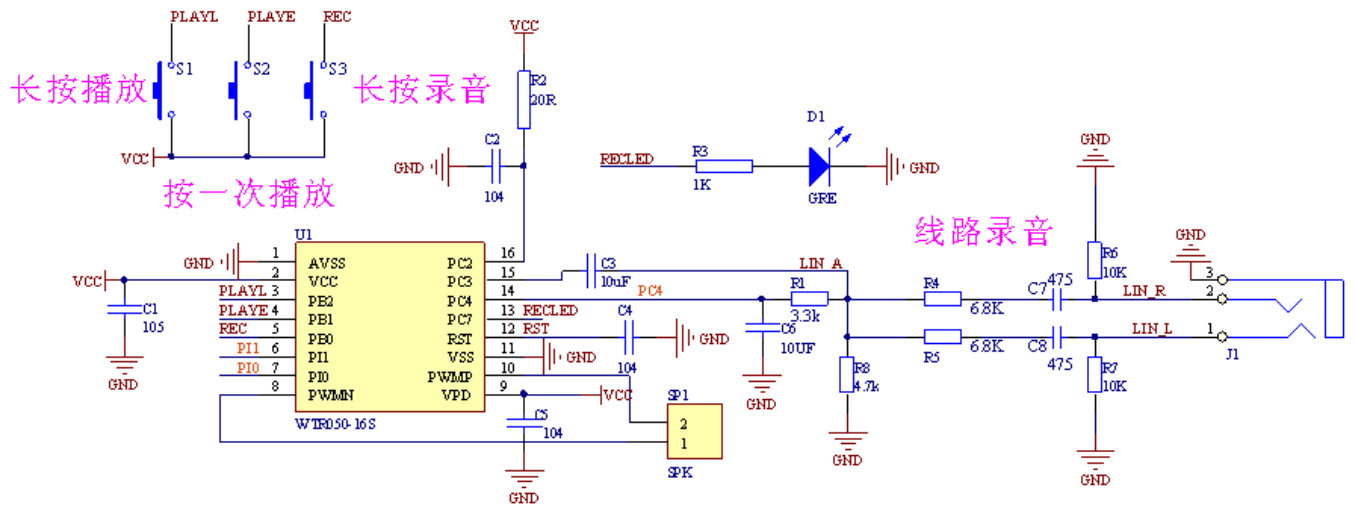 PLAYL PLAYE REC
VCC
S1 S2 S3
长按播放 长按录音
R2
20R
D1
C2
GND
104
VCC
RECLED
R3
1K
GRE
GND
按一次播放
GND
线路录音
U1
GND 1 AVSS PC2 16
VCC 2 VCC PC3 15
C3
10uF
LIN_A
PLAYL 3 PB2 PC4 14
PC4
R1
3.3k
PLAYE 4 PB1 PC7 13 RECLED
REC 5 PB0 RST 12 RST
PI1 6 PI1 VSS 11 GND
PI0 7 PI0 PWMP 10
8 PWMN VPD 9 VCC
WTR050-16S
C1
105
GND
C4
104
GND
C5
104
GND
SP1
2
1
SPK
C6
10UF
GND
R8
4.7k
GND
R4
6.8K
C7
475
R5
6.8K
C8
475
R6
10K
LIN_R
LIN_L
R7
10K
GND
GND
3
2
1
J1